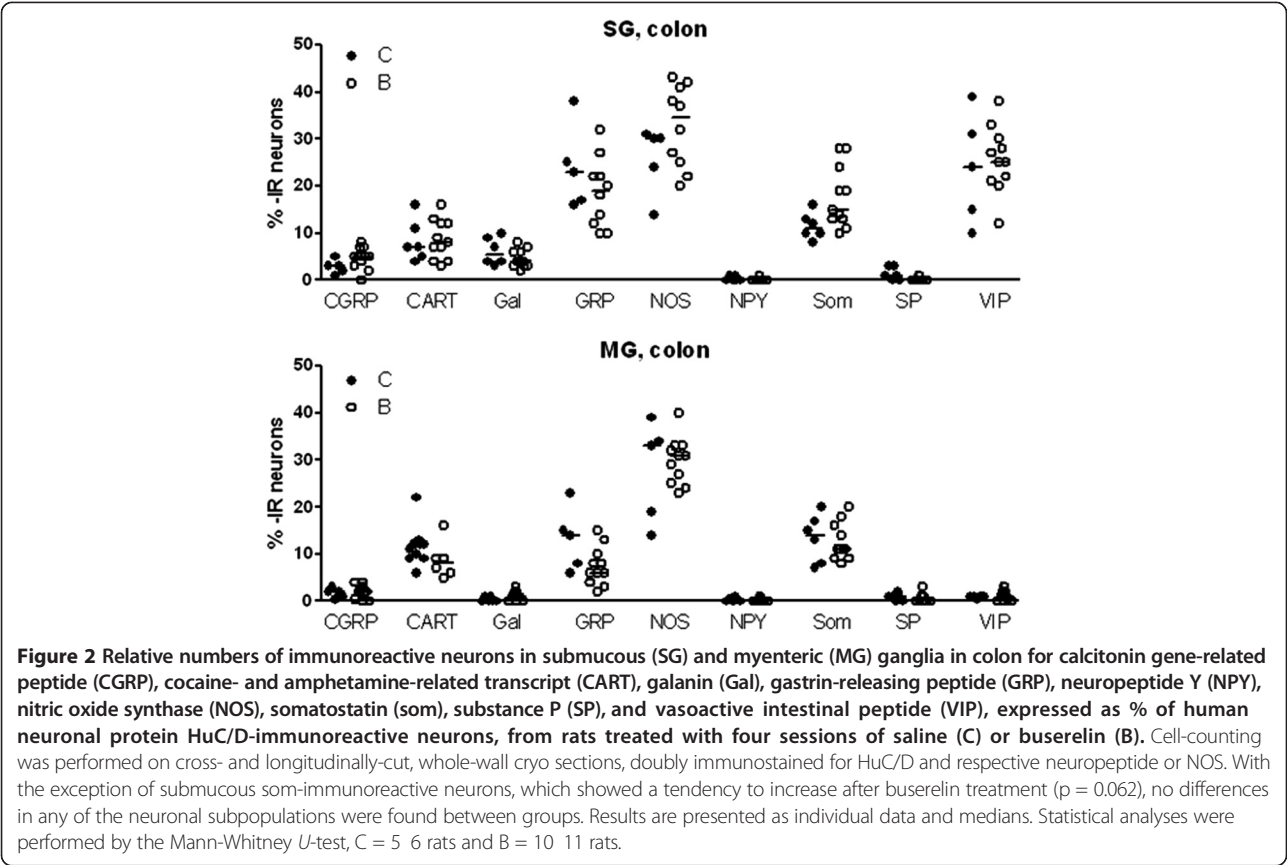 SG, colon
50
40
30
20
10
0
% -IR neurons
C
B
CGRP CART Gal GRP NOS NPY Som SP VIP
MG, colon
50
40
30
20
10
0
% -IR neurons
C
B
CGRP CART Gal GRP NOS NPY Som SP VIP
Figure 2 Relative numbers of immunoreactive neurons in submucous (SG) and myenteric (MG) ganglia in colon for calcitonin gene-related
peptide (CGRP), cocaine- and amphetamine-related transcript (CART), galanin (Gal), gastrin-releasing peptide (GRP), neuropeptide Y (NPY),
nitric oxide synthase (NOS), somatostatin (som), substance P (SP), and vasoactive intestinal peptide (VIP), expressed as % of human
neuronal protein HuC/D-immunoreactive neurons, from rats treated with four sessions of saline (C) or buserelin (B). Cell-counting
was performed on cross- and longitudinally-cut, whole-wall cryo sections, doubly immunostained for HuC/D and respective neuropeptide or NOS. With
the exception of submucous som-immunoreactive neurons, which showed a tendency to increase after buserelin treatment (p = 0.062), no differences
in any of the neuronal subpopulations were found between groups. Results are presented as individual data and medians. Statistical analyses were
performed by the Mann-Whitney U-test, C = 5 6 rats and B = 10 11 rats.